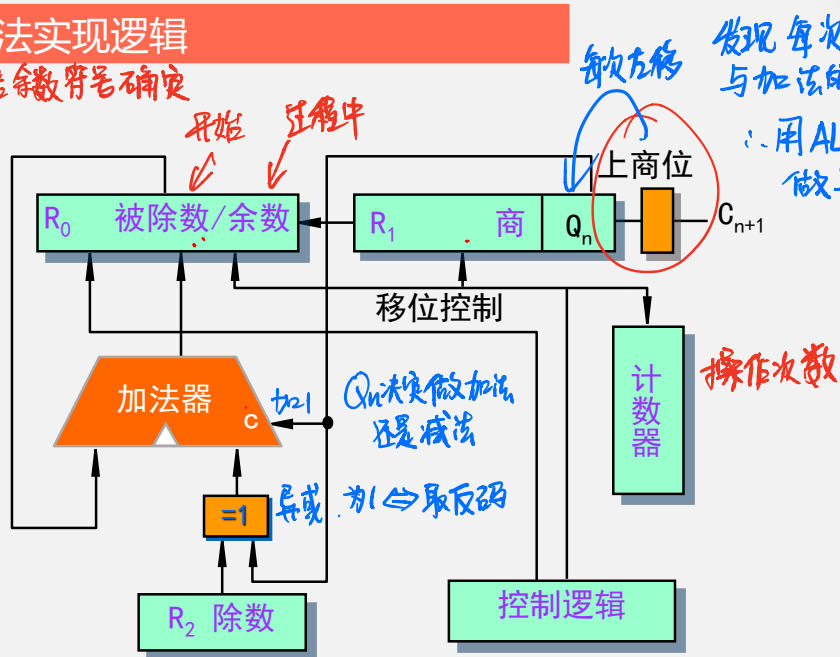 法实现逻辑
余数符号确定
开始
过程中
每次左移
发现 每次
与加法的
∴用AL
做
上商位
R₀ 被除数/余数
R₁ 商
Qₙ
Cₙ₊₁
移位控制
加法器
C
加1
Qₙ决定做加法
还是减法
计数器
操作次数
=1
异或 为1⇔取反码
R₂ 除数
控制逻辑